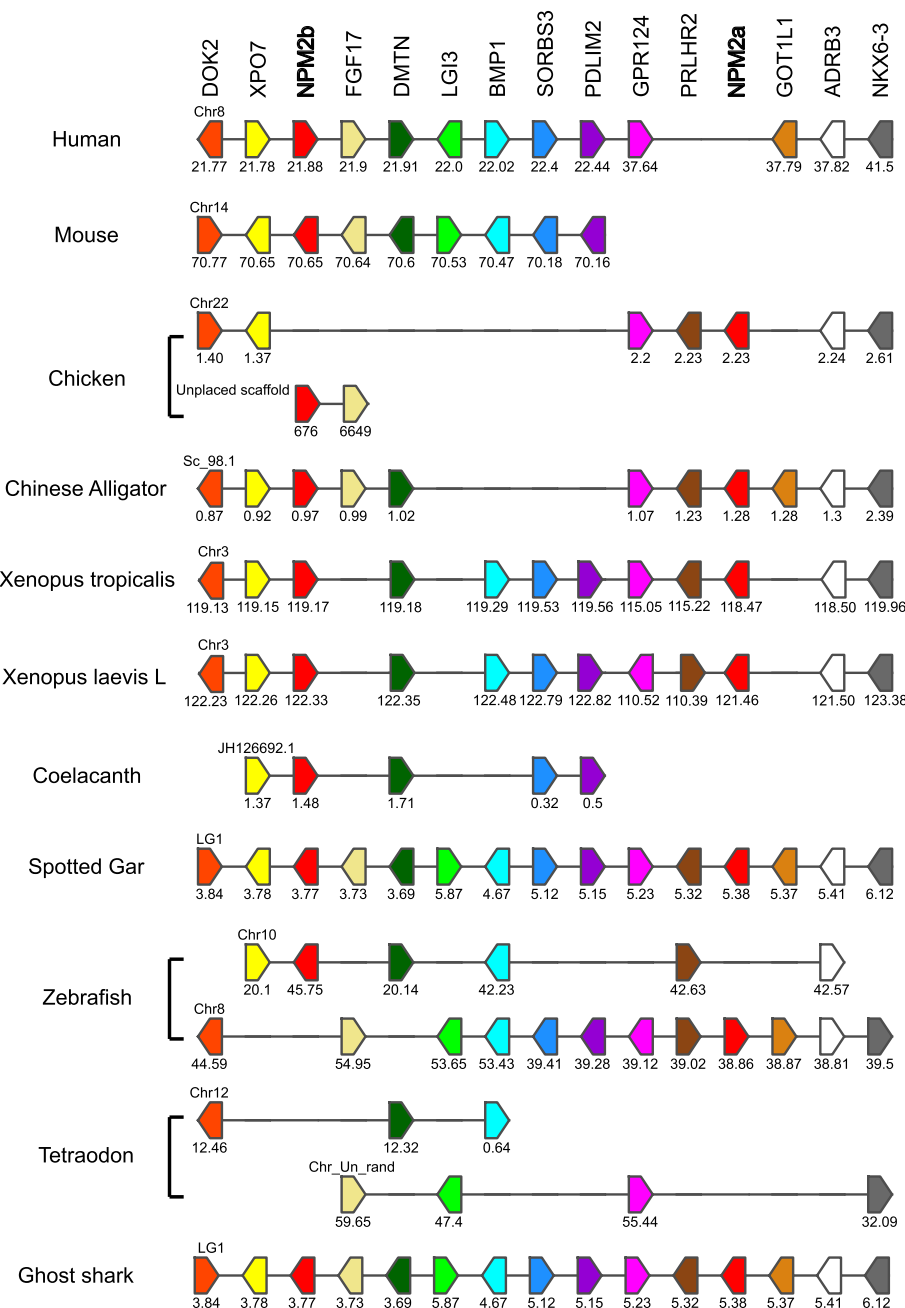 DOK2 XPO7 NPM2b FGF17 DMTN LGI3 BMP1 SORBS3 PDLIM2 GPR124 PRLHR2 NPM2a GOT1L1 ADRB3 NKX6-3
Chr8
Human
21.77 21.78 21.88 21.9 21.91 22.0 22.02 22.4 22.44 37.64 37.79 37.82 41.5
Chr14
Mouse
70.77 70.65 70.65 70.64 70.6 70.53 70.47 70.18 70.16
Chr22
1.40 1.37 2.2 2.23 2.23 2.24 2.61
Chicken
Unplaced scaffold
676 6649
Sc_98.1
Chinese Alligator
0.87 0.92 0.97 0.99 1.02 1.07 1.23 1.28 1.28 1.3 2.39
Chr3
Xenopus tropicalis
119.13 119.15 119.17 119.18 119.29 119.53 119.56 115.05 115.22 118.47 118.50 119.96
Chr3
Xenopus laevis L
122.23 122.26 122.33 122.35 122.48 122.79 122.82 110.52 110.39 121.46 121.50 123.38
JH126692.1
Coelacanth
1.37 1.48 1.71 0.32 0.5
LG1
Spotted Gar
3.84 3.78 3.77 3.73 3.69 5.87 4.67 5.12 5.15 5.23 5.32 5.38 5.37 5.41 6.12
Chr10
20.1 45.75 20.14 42.23 42.63 42.57
Zebrafish
Chr8
44.59 54.95 53.65 53.43 39.41 39.28 39.12 39.02 38.86 38.87 38.81 39.5
Chr12
12.46 12.32 0.64
Tetraodon
Chr_Un_rand
59.65 47.4 55.44 32.09
LG1
Ghost shark
3.84 3.78 3.77 3.73 3.69 5.87 4.67 5.12 5.15 5.23 5.32 5.38 5.37 5.41 6.12